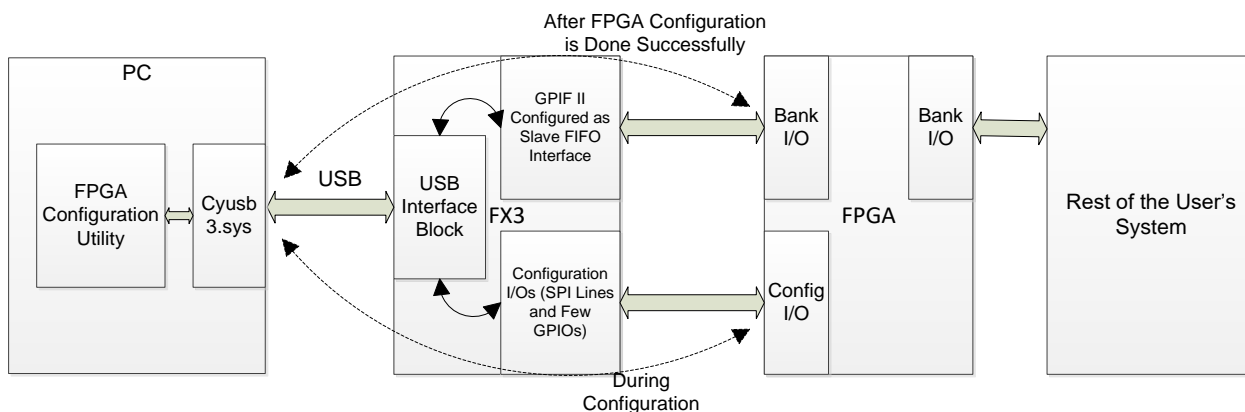 After FPGA Configuration
is Done Successfully
PC
FPGA
Configuration
Utility
Cyusb
3.sys
USB
USB
Interface
Block
FX3
GPIF II
Configured as
Slave FIFO
Interface
Configuration
I/Os (SPI Lines
and Few
GPIOs)
Bank
I/O
Bank
I/O
FPGA
Config
I/O
Rest of the User's
System
During
Configuration